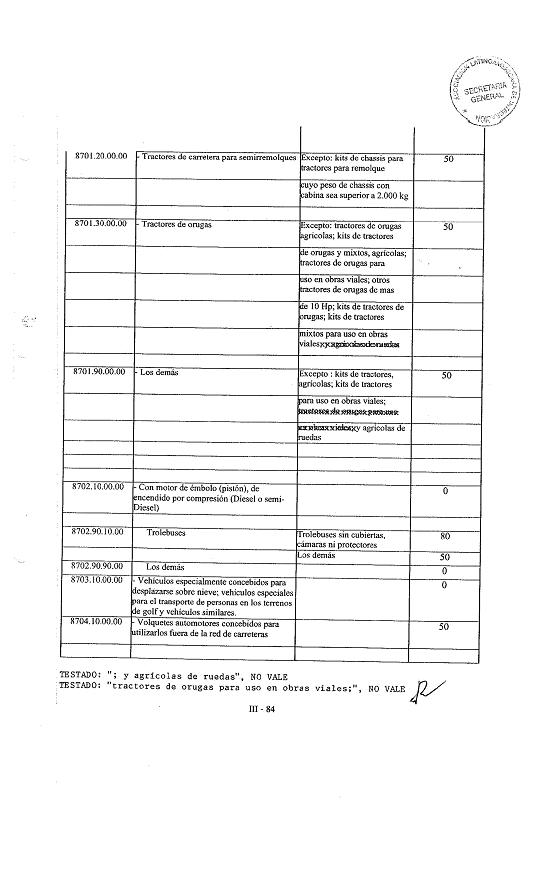 ASOCIACION LATINOAMERICANA DE INTEGRACION
SECRETARIA
GENERAL
8701.20.00.00 - Tractores de carretera para semirremolques Excepto: kits de chassis para 50
tractores para remolque
cuyo peso de chassis con
cabina sea superior a 2.000 kg
8701.30.00.00 - Tractores de orugas Excepto: tractores de orugas 50
agrícolas; kits de tractores
de orugas y mixtos, agrícolas;
tractores de orugas para
uso en obras viales; otros
tractores de orugas de mas
de 10 Hp; kits de tractores de
orugas; kits de tractores
mixtos para uso en obras
viales; y agrícolas de ruedas
8701.90.00.00 - Los demás Excepto : kits de tractores, 50
agrícolas; kits de tractores
para uso en obras viales;
tractores de orugas para uso
en obras viales; y agrícolas de
ruedas
8702.10.00.00 - Con motor de émbolo (pistón), de 0
encendido por compresión (Diesel o semi-
Diesel)
8702.90.10.00 Trolebuses Trolebuses sin cubiertas, 80
cámaras ni protectores
Los demás 50
8702.90.90.00 Los demás 0
8703.10.00.00 - Vehículos especialmente concebidos para 0
desplazarse sobre nieve; vehículos especiales
para el transporte de personas en los terrenos
de golf y vehículos similares.
8704.10.00.00 - Volquetes automotores concebidos para 50
utilizarlos fuera de la red de carreteras
TESTADO: "; y agrícolas de ruedas", NO VALE
TESTADO: "tractores de orugas para uso en obras viales;", NO VALE
III - 84